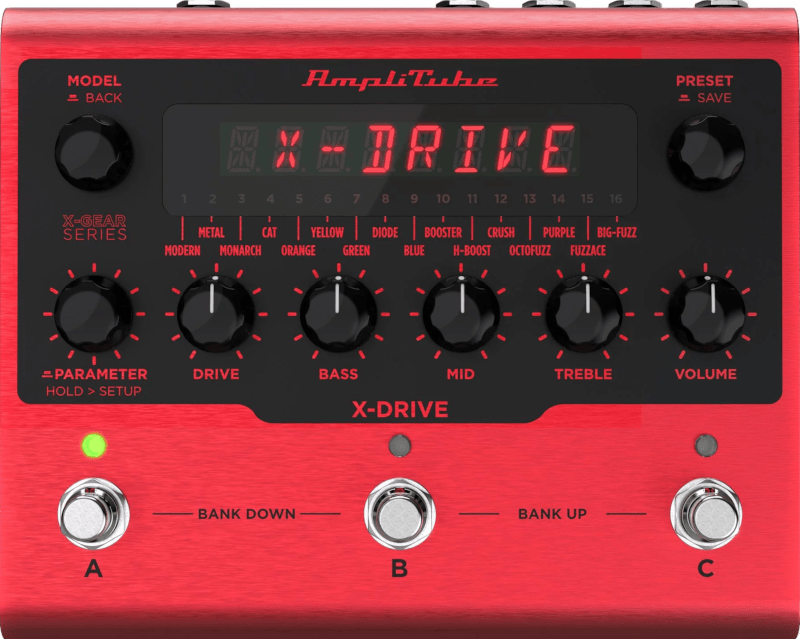 MODEL
BACK
AmpliTube
PRESET
SAVE
X-DRIVE
1 2 3 4 5 6 7 8 9 10 11 12 13 14 15 16
METAL CAT YELLOW DIODE BOOSTER CRUSH PURPLE BIG-FUZZ
MODERN MONARCH ORANGE GREEN BLUE H-BOOST OCTOFUZZ FUZZACE
X-GEAR
SERIES
PARAMETER
HOLD > SETUP
DRIVE
BASS
MID
TREBLE
VOLUME
X-DRIVE
BANK DOWN
BANK UP
A
B
C